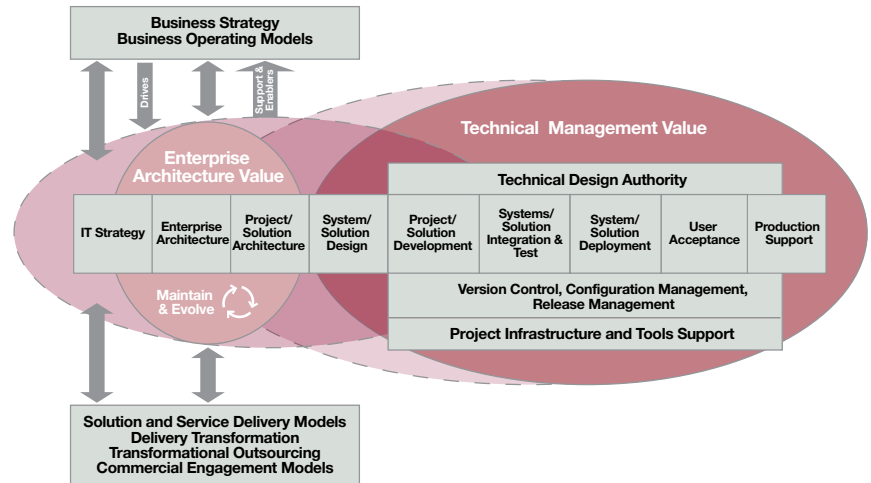 Business Strategy
Business Operating Models
Drives
Support &
Enablers
Technical Management Value
Enterprise
Architecture Value
Technical Design Authority
IT Strategy
Enterprise
Architecture
Project/
Solution
Architecture
System/
Solution
Design
Project/
Solution
Development
Systems/
Solution
Integration &
Test
System/
Solution
Deployment
User
Acceptance
Production
Support
Maintain
& Evolve
Version Control, Configuration Management,
Release Management
Project Infrastructure and Tools Support
Solution and Service Delivery Models
Delivery Transformation
Transformational Outsourcing
Commercial Engagement Models